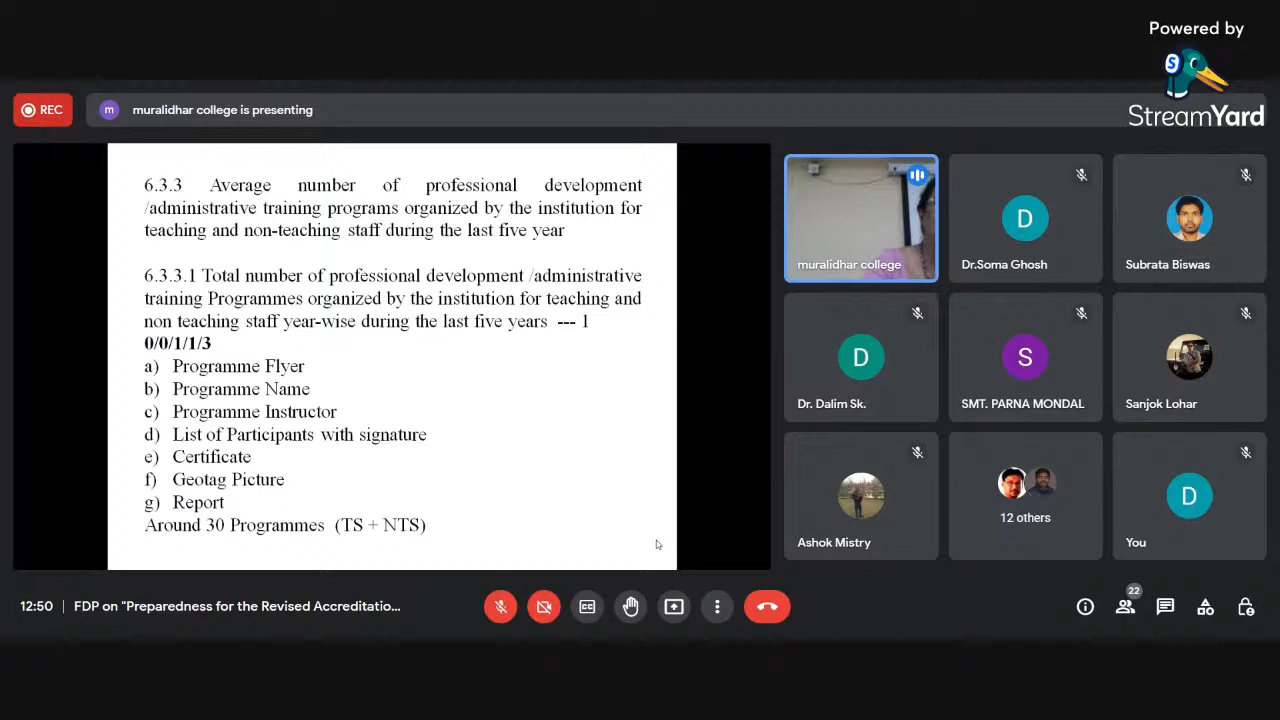 Powered by
StreamYard
REC
m
muralidhar college is presenting
6.3.3 Average number of professional development
/administrative training programs organized by the institution for
teaching and non-teaching staff during the last five year
6.3.3.1 Total number of professional development /administrative
training Programmes organized by the institution for teaching and
non teaching staff year-wise during the last five years --- 1
0/0/1/1/3
a) Programme Flyer
b) Programme Name
c) Programme Instructor
d) List of Participants with signature
e) Certificate
f) Geotag Picture
g) Report
Around 30 Programmes (TS + NTS)
muralidhar college
D
Dr.Soma Ghosh
Subrata Biswas
D
Dr. Dalim Sk.
S
SMT. PARNA MONDAL
Sanjok Lohar
Ashok Mistry
12 others
D
You
12:50
FDP on "Preparedness for the Revised Accreditatio...
22